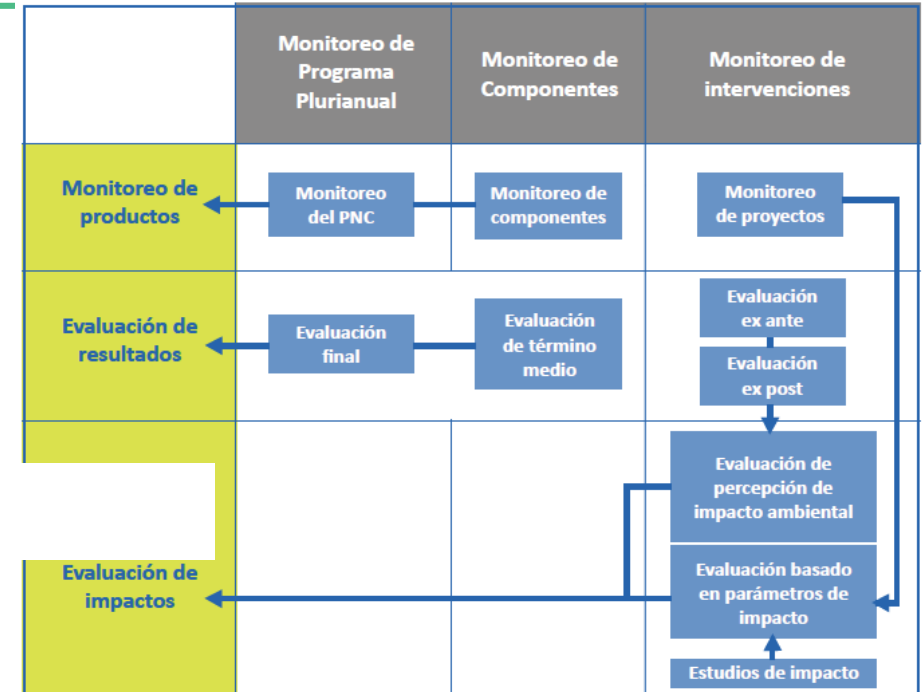 Monitoreo de
Programa
Plurianual
Monitoreo de
Componentes
Monitoreo de
intervenciones
Monitoreo de
productos
Monitoreo
del PNC
Monitoreo de
componentes
Monitoreo
de proyectos
Evaluación de
resultados
Evaluación
final
Evaluación
de término
medio
Evaluación
ex ante
Evaluación
ex post
Evaluación de
percepción de
impacto ambiental
Evaluación de
impactos
Evaluación basado
en parámetros de
impacto
Estudios de impacto